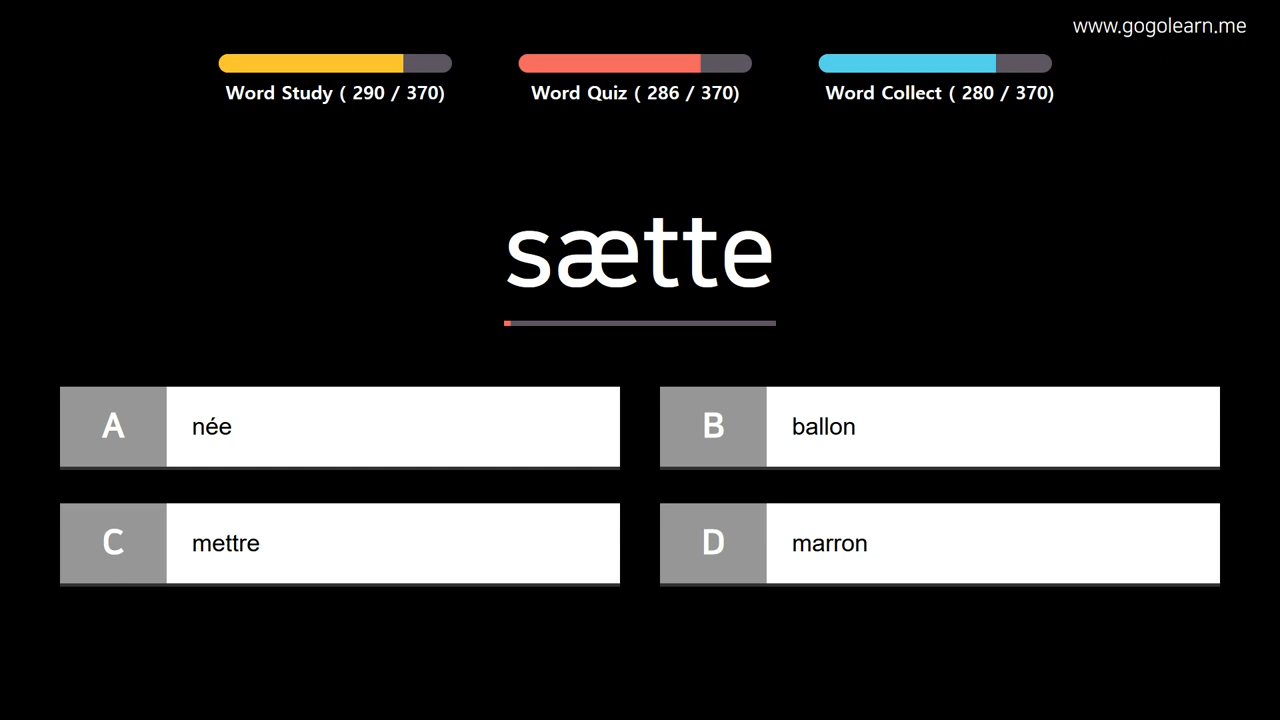 www.gogolearn.me
Word Study ( 290 / 370)
Word Quiz ( 286 / 370)
Word Collect ( 280 / 370)
sætte
A née
B ballon
C mettre
D marron